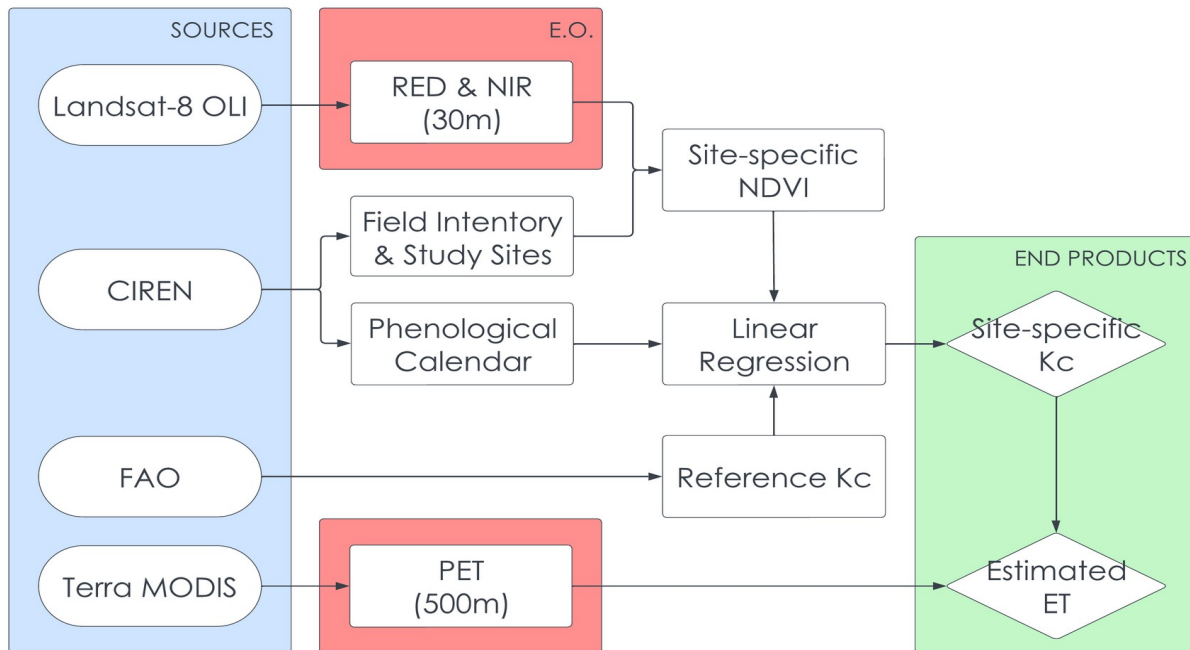 SOURCES
E.O.
Landsat-8 OLI
RED & NIR
(30m)
Site-specific
NDVI
Field Intentory
& Study Sites
CIREN
END PRODUCTS
Phenological
Calendar
Linear
Regression
Site-specific
Kc
FAO
Reference Kc
Terra MODIS
PET
(500m)
Estimated
ET